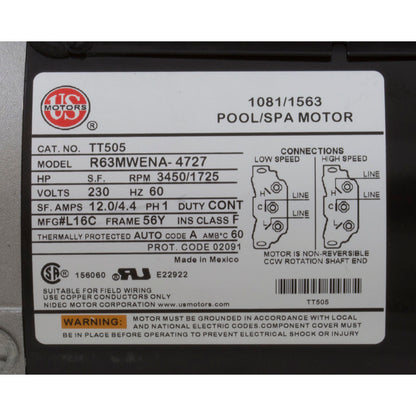 US
MOTORS
®
1081/1563
POOL/SPA MOTOR
CAT. NO. TT505
MODEL R63MWENA-4727
HP S.F. RPM 3450/1725
VOLTS 230 HZ 60
SF. AMPS 12.0/4.4 PH 1 DUTY CONT
MFG#L16C FRAME 56Y INS CLASS F
THERMALLY PROTECTED AUTO CODE A AMB°C 60
PROT. CODE 02091
Made in Mexico
CONNECTIONS
LOW SPEED HIGH SPEED
LINE LINE
H H
C C
L L
LINE LINE
MOTOR IS NON-REVERSIBLE
CCW ROTATION SHAFT END
SA ® 156060 RU ® E22922
SUITABLE FOR FIELD WIRING
USE COPPER CONDUCTORS ONLY
NIDEC MOTOR CORPORATION www.usmotors.com
TT505
WARNING: MOTOR MUST BE GROUNDED IN ACCORDANCE WITH LOCAL
AND NATIONAL ELECTRIC CODES. COMPONENT COVER MUST
BE IN PLACE BEFORE OPERATING TO PREVENT ELECTRICAL SHOCK OR INJURY